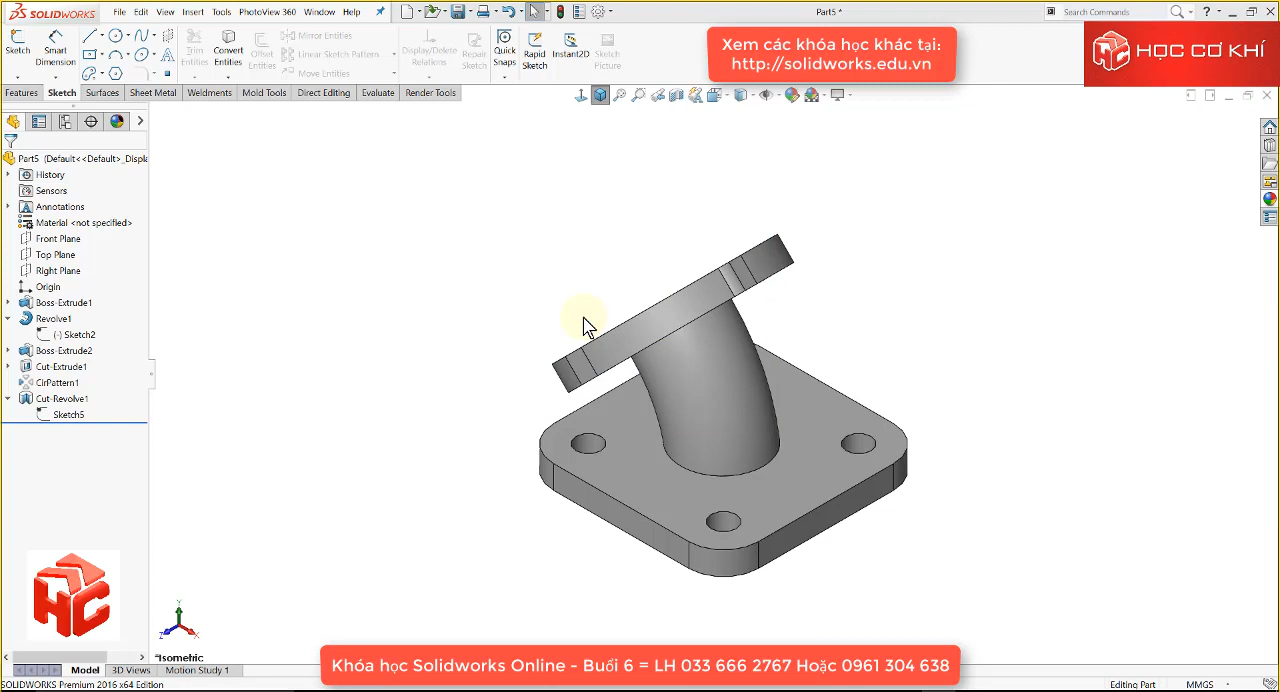 SOLIDWORKS
File Edit View Insert Tools PhotoView 360 Window Help
Part5 *
Search Commands
Sketch
Smart Dimension
Trim Entities
Convert Entities
Offset Entities
Mirror Entities
Linear Sketch Pattern
Move Entities
Display/Delete Relations
Repair Sketch
Quick Snaps
Rapid Sketch
Instant2D
Sketch Picture
Xem các khóa học khác tại:
http://solidworks.edu.vn
HỌC CƠ KHÍ
Features Sketch Surfaces Sheet Metal Weldments Mold Tools Direct Editing Evaluate Render Tools
Part5 (Default<<Default>_Displa
History
Sensors
Annotations
Material <not specified>
Front Plane
Top Plane
Right Plane
Origin
Boss-Extrude1
Revolve1
(-) Sketch2
Boss-Extrude2
Cut-Extrude1
CirPattern1
Cut-Revolve1
Sketch5
HC
Y
Z
X
*Isometric
Khóa học Solidworks Online - Buổi 6 = LH 033 666 2767 Hoặc 0961 304 638
Model 3D Views Motion Study 1
SOLIDWORKS Premium 2016 x64 Edition
Editing Part MMGS